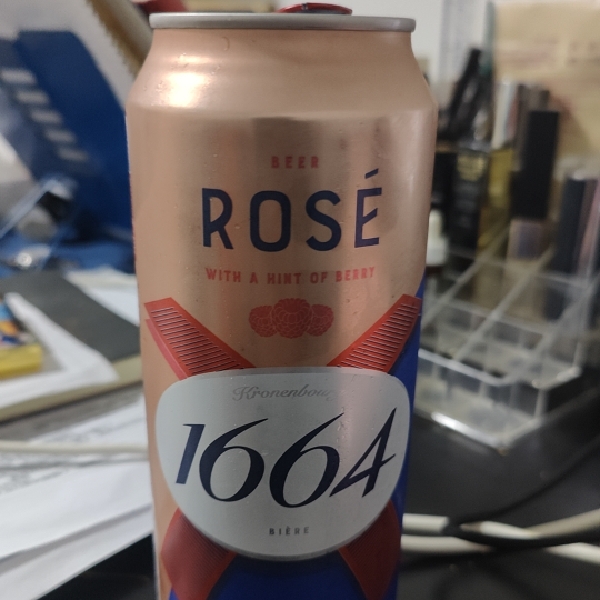 BEER
ROSÉ
WITH A HINT OF BERRY
Kronenbourg
1664
BIÈRE